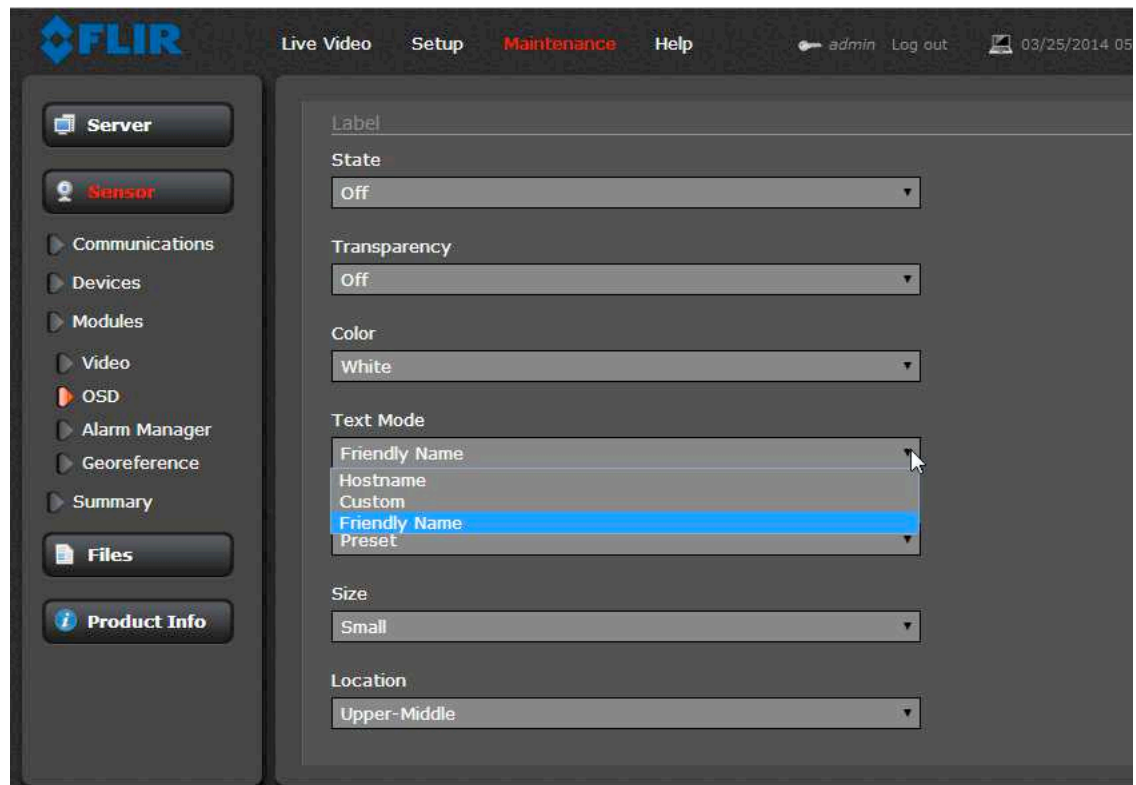 FLIR
Live Video Setup Maintenance Help admin Log out 03/25/2014 05
Server
Sensor
Communications
Devices
Modules
Video
OSD
Alarm Manager
Georeference
Summary
Files
Product Info
Label
State
Off
Transparency
Off
Color
White
Text Mode
Friendly Name
Hostname
Custom
Friendly Name
Preset
Size
Small
Location
Upper-Middle